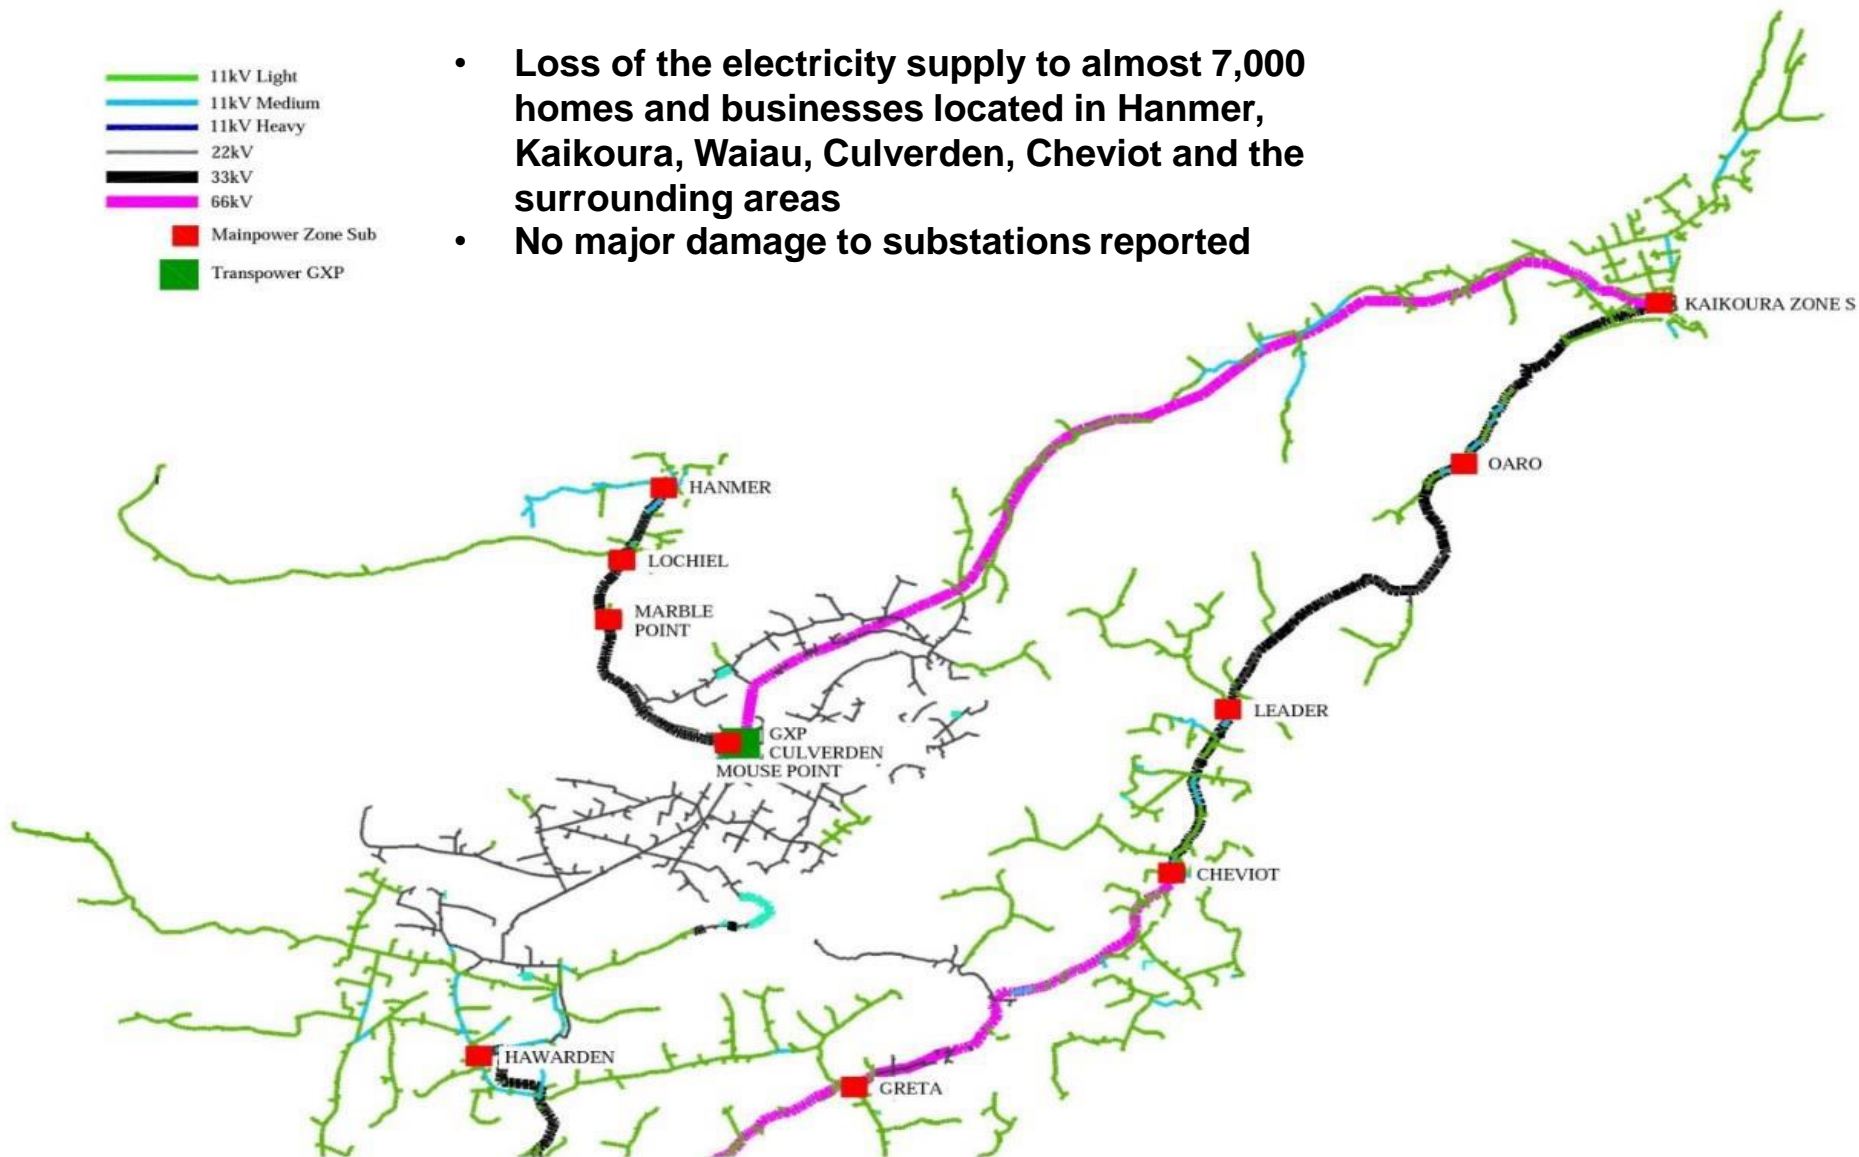 11kV Light
11kV Medium
11kV Heavy
22kV
33kV
66kV
Mainpower Zone Sub
Transpower GXP
• Loss of the electricity supply to almost 7,000
homes and businesses located in Hanmer,
Kaikoura, Waiau, Culverden, Cheviot and the
surrounding areas
• No major damage to substations reported
KAIKOURA ZONE S
OARO
HANMER
LOCHIEL
MARBLE
POINT
LEADER
GXP
CULVERDEN
MOUSE POINT
CHEVIOT
HAWARDEN
GRETA